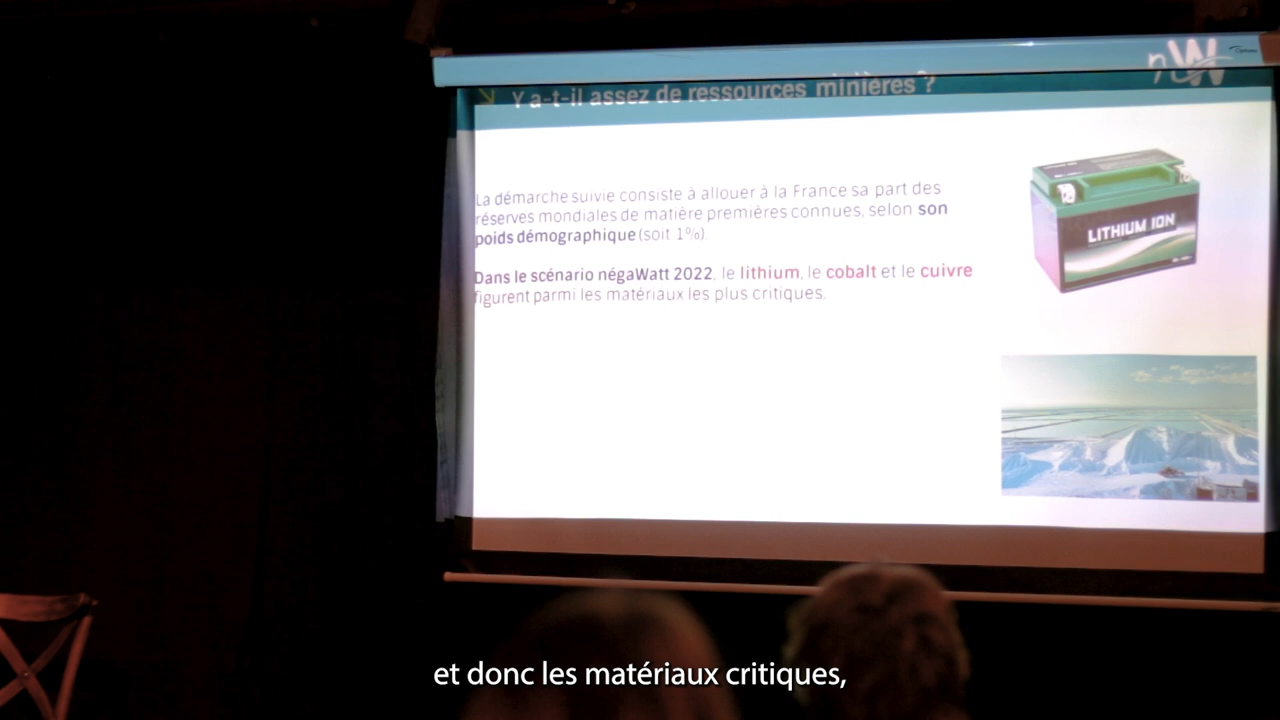 nW
Optoma
Y a-t-il assez de ressources minières ?
La démarche suivie consiste à allouer à la France sa part des
réserves mondiales de matière premières connues, selon son
poids démographique (soit 1%).
Dans le scénario négaWatt 2022, le lithium, le cobalt et le cuivre
figurent parmi les matériaux les plus critiques.
LITHIUM ION
et donc les matériaux critiques,